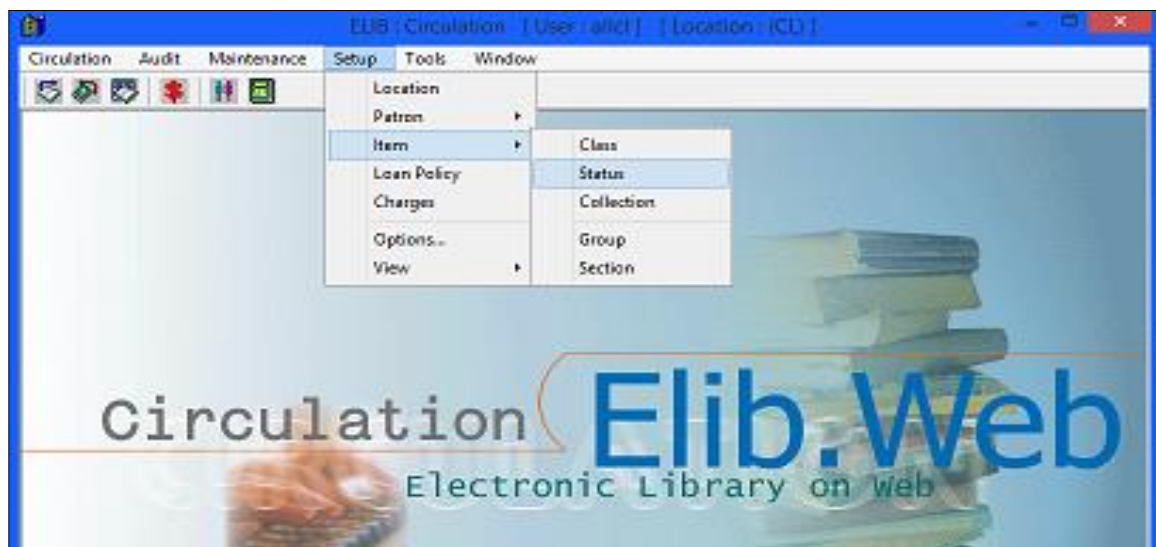 ELIB : Circulation [ User : allcl ] [ Location : (CL) ]
Circulation Audit Maintenance Setup Tools Window
Location
Patron
Item
Loan Policy
Charges
Options...
View
Class
Status
Collection
Group
Section
Circulation
Elib.Web
Electronic Library on Web